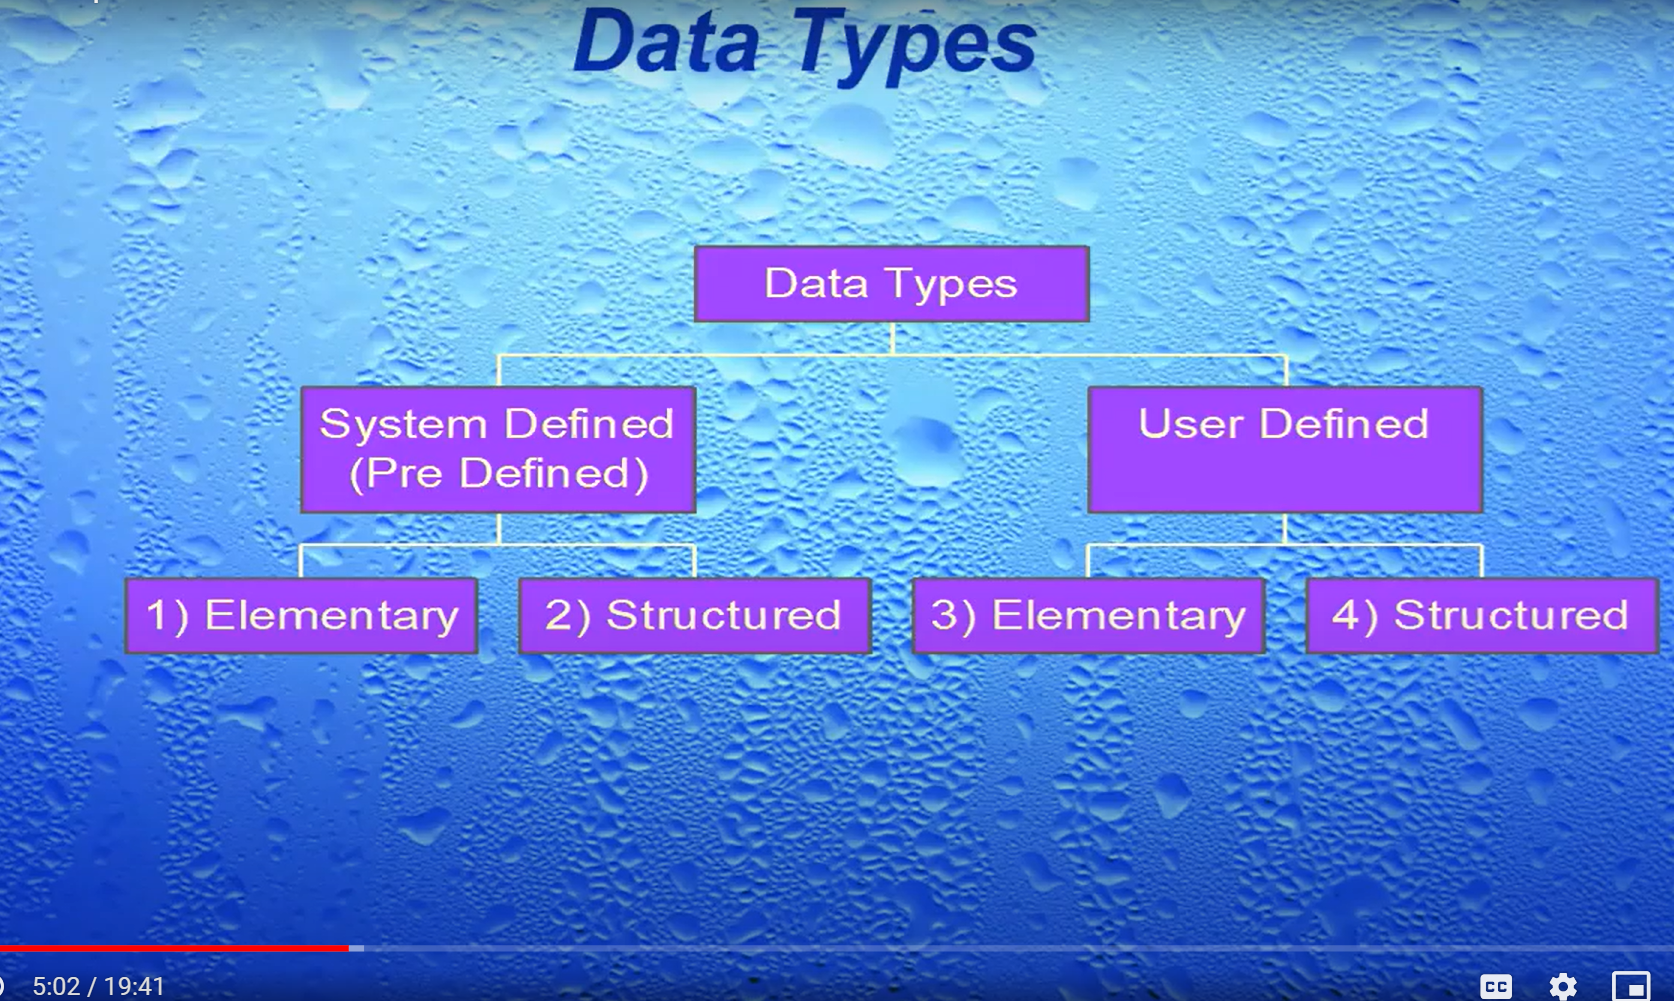 Data Types
Data Types
System Defined
(Pre Defined)
User Defined
1) Elementary
2) Structured
3) Elementary
4) Structured
5:02 / 19:41
CC